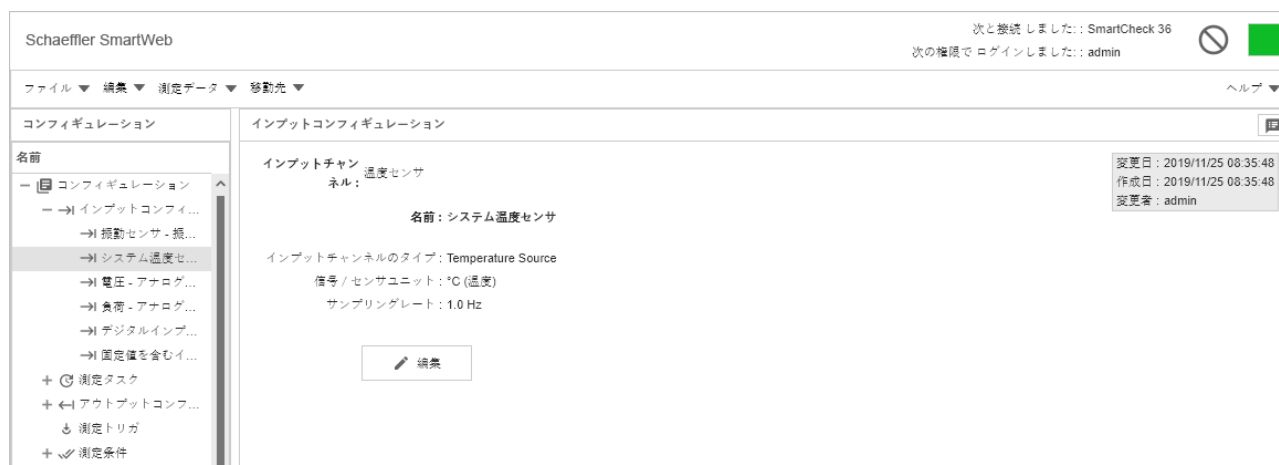 Schaeffler SmartWeb
次と接続 しました: : SmartCheck 36
次の権限で ログインしました: : admin
ファイル ▼ 編集 ▼ 測定データ ▼ 移動先 ▼
ヘルプ ▼
コンフィギュレーション
インプットコンフィギュレーション
名前
コンフィギュレーション
インプットコンフィ...
振動センサ - 振...
システム温度セ...
電圧 - アナログ...
負荷 - アナログ...
デジタルインプ...
固定値を含むイ...
測定タスク
アウトプットコンフ...
測定トリガ
測定条件
インプットチャン
ネル : 温度センサ
名前 : システム温度センサ
インプットチャンネルのタイプ : Temperature Source
信号 / センサユニット : °C (温度)
サンプリングレート : 1.0 Hz
編集
変更日 : 2019/11/25 08:35:48
作成日 : 2019/11/25 08:35:48
変更者 : admin